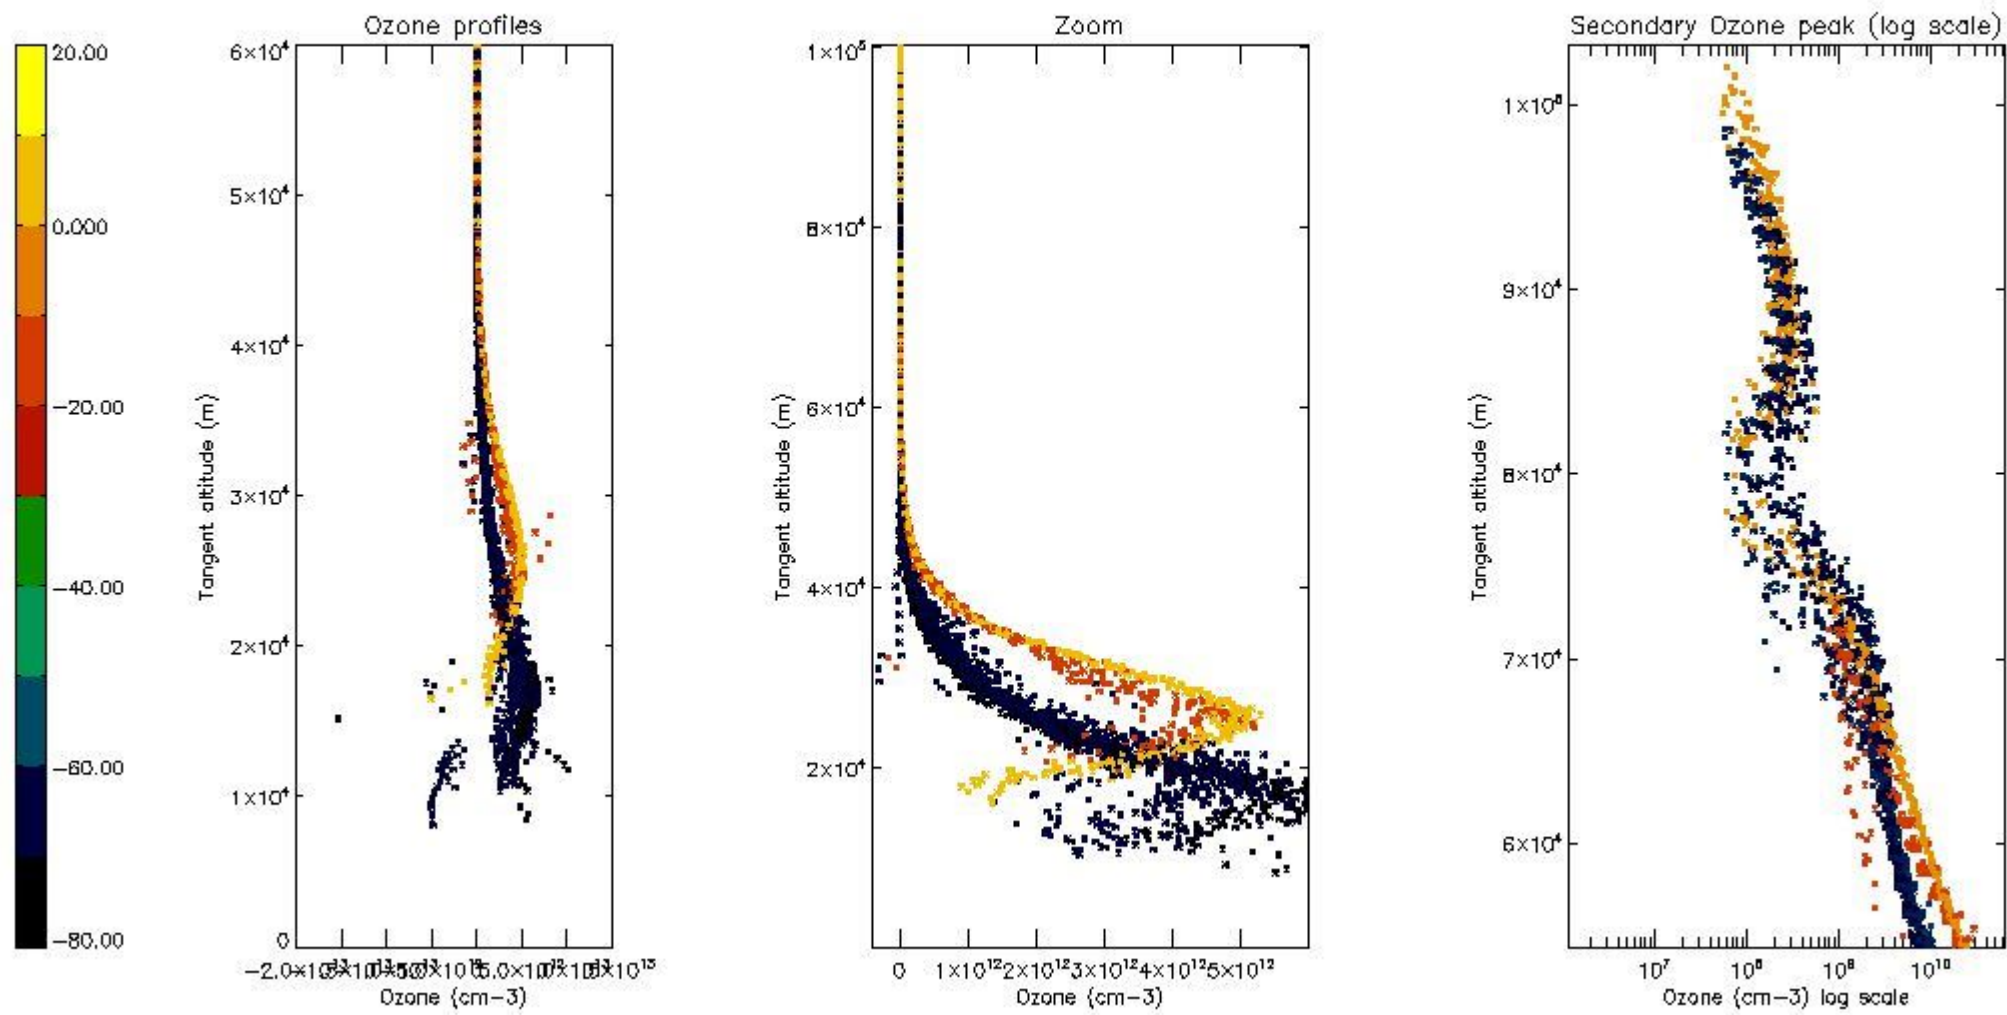 Ozone profiles
Zoom
Secondary Ozone peak (log scale)
20.00
0.000
−20.00
−40.00
−60.00
−80.00
6×10⁴
5×10⁴
4×10⁴
3×10⁴
2×10⁴
1×10⁴
0
Tangent altitude (m)
Ozone (cm−3)
1×10⁵
8×10⁴
6×10⁴
4×10⁴
2×10⁴
Tangent altitude (m)
0 1×10¹² 2×10¹² 3×10¹² 4×10¹² 5×10¹²
Ozone (cm−3)
9×10⁴
8×10⁴
7×10⁴
6×10⁴
Tangent altitude (m)
10⁷ 10⁸ 10⁹ 10¹⁰
Ozone (cm−3) log scale